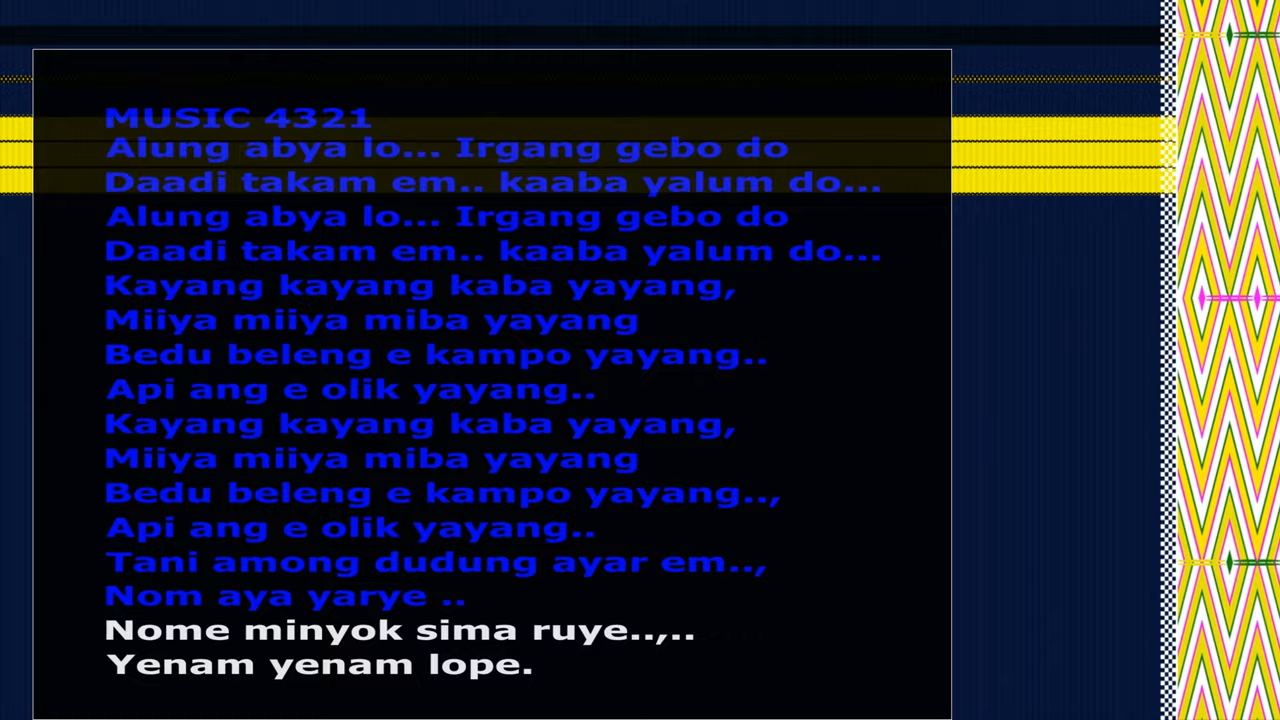 MUSIC 4321
Alung abya lo... Irgang gebo do
Daadi takam em.. kaaba yalum do...
Alung abya lo... Irgang gebo do
Daadi takam em.. kaaba yalum do...
Kayang kayang kaba yayang,
Miiya miiya miba yayang
Bedu beleng e kampo yayang..
Api ang e olik yayang..
Kayang kayang kaba yayang,
Miiya miiya miba yayang
Bedu beleng e kampo yayang..,
Api ang e olik yayang..
Tani among dudung ayar em..,
Nom aya yarye ..
Nome minyok sima ruye..,..
Yenam yenam lope.